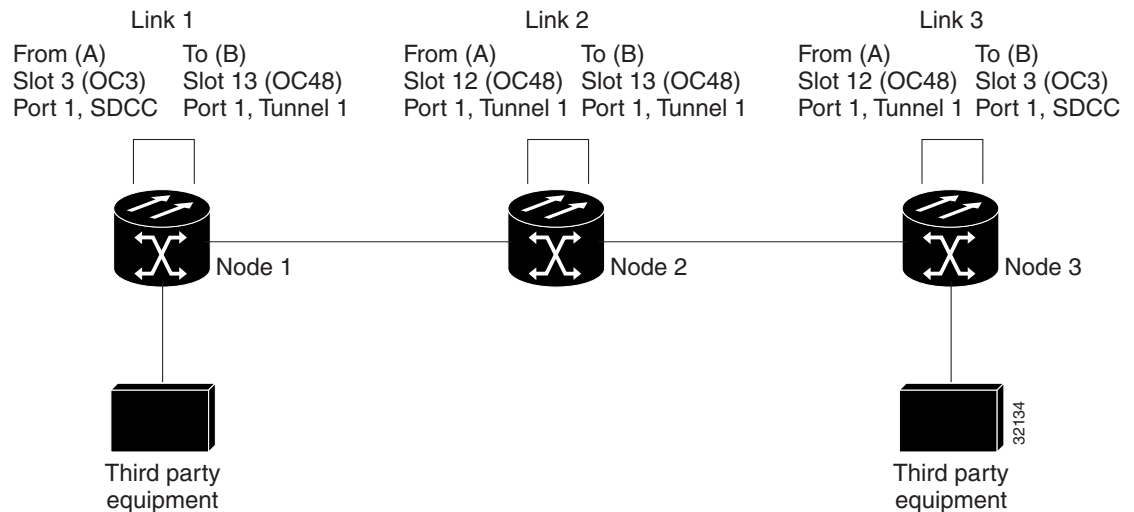 Link 1
From (A) To (B)
Slot 3 (OC3) Slot 13 (OC48)
Port 1, SDCC Port 1, Tunnel 1
Link 2
From (A) To (B)
Slot 12 (OC48) Slot 13 (OC48)
Port 1, Tunnel 1 Port 1, Tunnel 1
Link 3
From (A) To (B)
Slot 12 (OC48) Slot 3 (OC3)
Port 1, Tunnel 1 Port 1, SDCC
Node 1
Node 2
Node 3
Third party
equipment
Third party
equipment
32134